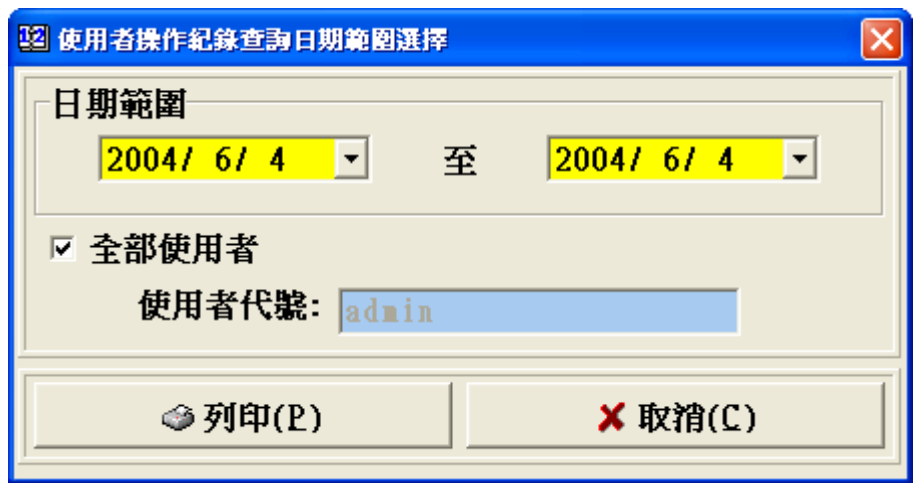 使用者操作紀錄查詢日期範圍選擇
日期範圍
2004/ 6/ 4 至 2004/ 6/ 4
全部使用者
使用者代號: admin
列印(P) 取消(C)